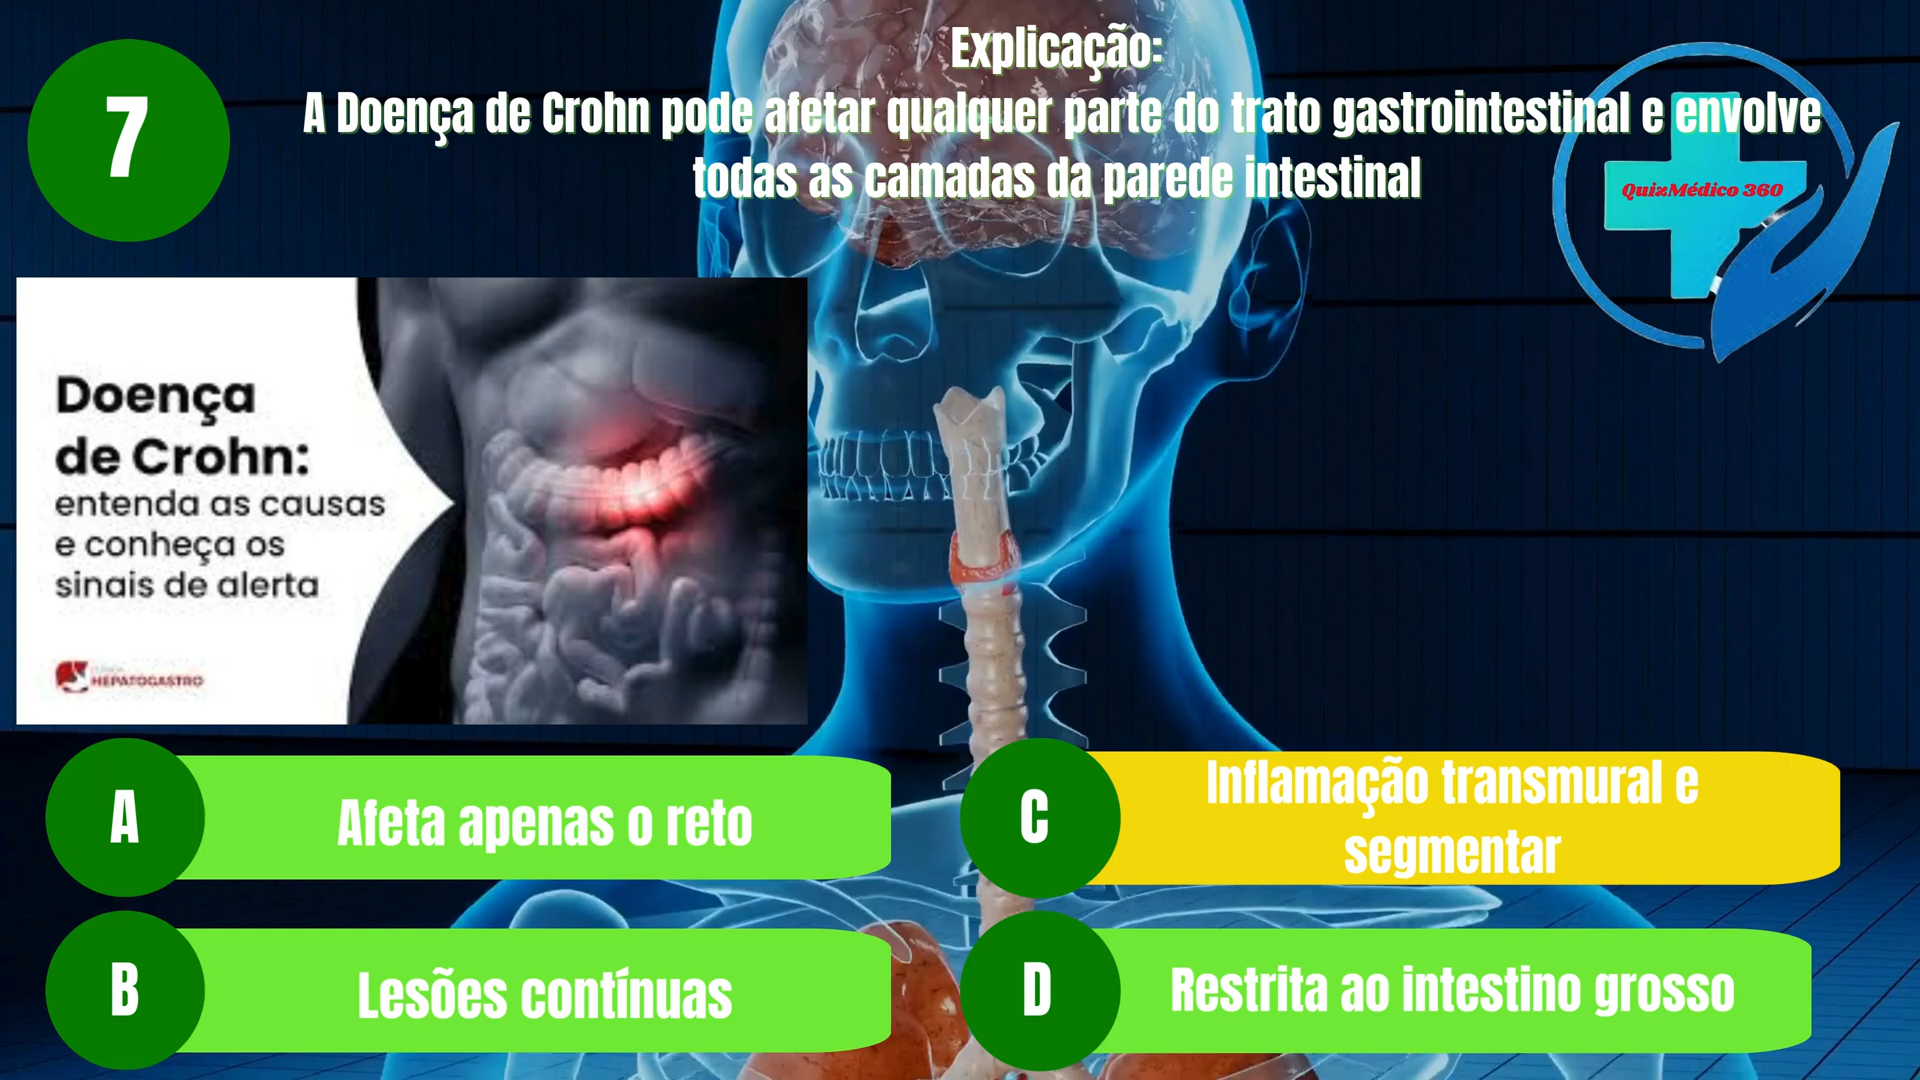 7
Explicação:
A Doença de Crohn pode afetar qualquer parte do trato gastrointestinal e envolve
todas as camadas da parede intestinal
QuizMédico 360
Doença
de Crohn:
entenda as causas
e conheça os
sinais de alerta
HEPATOGASTRO
A
Afeta apenas o reto
C
Inflamação transmural e
segmentar
B
Lesões contínuas
D
Restrita ao intestino grosso